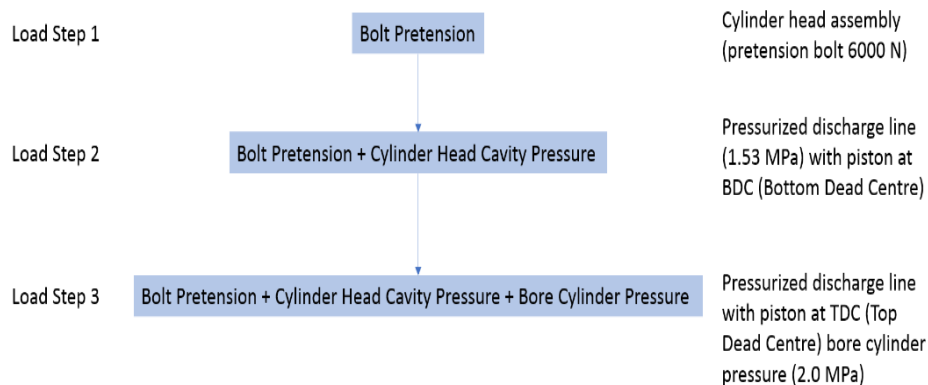 Load Step 1
Bolt Pretension
Cylinder head assembly
(pretension bolt 6000 N)
Load Step 2
Bolt Pretension + Cylinder Head Cavity Pressure
Pressurized discharge line
(1.53 MPa) with piston at
BDC (Bottom Dead Centre)
Load Step 3
Bolt Pretension + Cylinder Head Cavity Pressure + Bore Cylinder Pressure
Pressurized discharge line
with piston at TDC (Top
Dead Centre) bore cylinder
pressure (2.0 MPa)